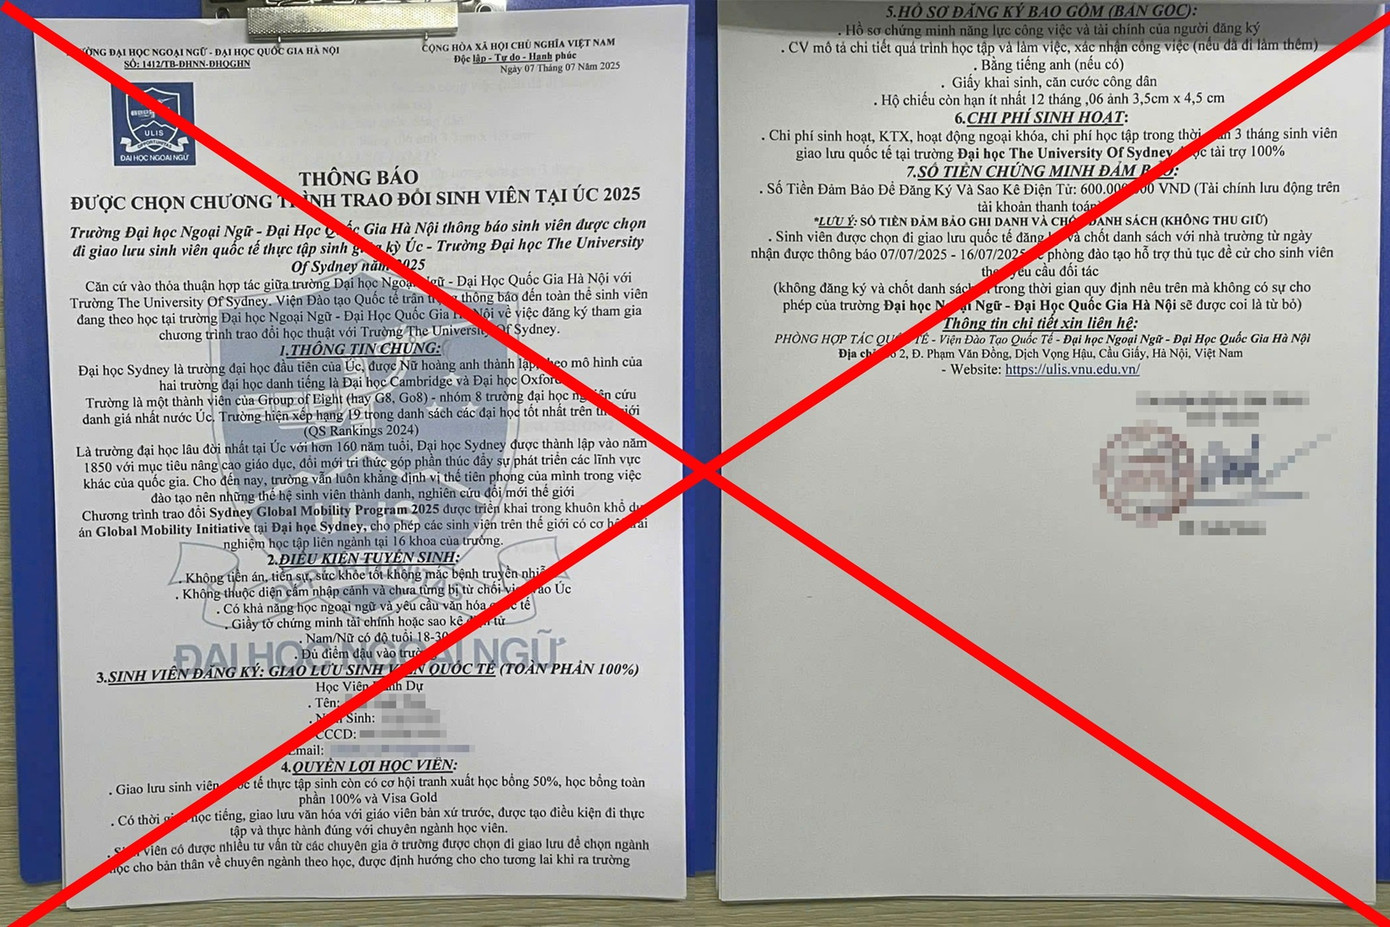 ƯỜNG ĐẠI HỌC NGOẠI NGỮ - ĐẠI HỌC QUỐC GIA HÀ NỘI
SỐ: 1412/TB-ĐHNN-ĐHQGHN
CỘNG HÒA XÃ HỘI CHỦ NGHĨA VIỆT NAM
Độc lập - Tự do - Hạnh phúc
Ngày 07 Tháng 07 Năm 2025
ULIS
ĐẠI HỌC NGOẠI NGỮ
THÔNG BÁO
ĐƯỢC CHỌN CHƯƠNG TRÌNH TRAO ĐỔI SINH VIÊN TẠI ÚC 2025
Trường Đại Học Ngoại Ngữ - Đại Học Quốc Gia Hà Nội thông báo sinh viên được chọn
đi giao lưu sinh viên quốc tế thực tập sinh giữa kỳ Úc - Trường Đại học The University
Of Sydney năm 2025
Căn cứ vào thỏa thuận hợp tác giữa trường Đại học Ngoại Ngữ - Đại Học Quốc Gia Hà Nội với
Trường The University Of Sydney. Viện Đào tạo Quốc tế trân trọng thông báo đến toàn thể sinh viên
đang theo học tại trường Đại học Ngoại Ngữ - Đại Học Quốc Gia Hà Nội về việc đăng ký tham gia
chương trình trao đổi học thuật với Trường The University Of Sydney.
1.THÔNG TIN CHUNG:
Đại học Sydney là trường đại học đầu tiên của Úc, được Nữ hoàng anh thành lập theo mô hình của
hai trường đại học danh tiếng là Đại học Cambridge và Đại học Oxford
Trường là một thành viên của Group of Eight (hay G8, Go8) - nhóm 8 trường đại học nghiên cứu
danh giá nhất nước Úc. Trường hiện xếp hạng 19 trong danh sách các đại học tốt nhất trên thế giới
(QS Rankings 2024)
Là trường đại học lâu đời nhất tại Úc với hơn 160 năm tuổi, Đại học Sydney được thành lập vào năm
1850 với mục tiêu nâng cao giáo dục, đổi mới tri thức góp phần thúc đẩy sự phát triển các lĩnh vực
khác của quốc gia. Cho đến nay, trường vẫn luôn khẳng định vị thế tiên phong của mình trong việc
đào tạo nên những thế hệ sinh viên thành danh, nghiên cứu đổi mới thế giới
Chương trình trao đổi Sydney Global Mobility Program 2025 được triển khai trong khuôn khổ dự
án Global Mobility Initiative tại Đại học Sydney, cho phép các sinh viên trên thế giới có cơ hội trải
nghiệm học tập liên ngành tại 16 khoa của trường.
2.ĐIỀU KIỆN TUYỂN SINH:
. Không tiền án, tiền sự, sức khỏe tốt không mắc bệnh truyền nhiễm
. Không thuộc diện cấm nhập cảnh và chưa từng bị từ chối visa vào Úc
. Có khả năng học ngoại ngữ và yêu cầu văn hóa quốc tế
. Giấy tờ chứng minh tài chính hoặc sao kê điện tử
. Nam/Nữ có độ tuổi 18-30
. Đủ điểm đậu vào trường
ĐẠI HỌC NGOẠI NGỮ
3.SINH VIÊN ĐĂNG KÝ: GIAO LƯU SINH VIÊN QUỐC TẾ (TOÀN PHẦN 100%)
Học Viên Tham Dự
. Tên:
. Năm Sinh:
CCCD:
Email:
4.QUYỀN LỢI HỌC VIÊN:
. Giao lưu sinh viên quốc tế thực tập sinh còn có cơ hội tranh xuất học bổng 50%, học bổng toàn
phần 100% và Visa Gold
. Có thời gian học tiếng, giao lưu văn hóa với giáo viên bản xứ trước, được tạo điều kiện đi thực
tập và thực hành đúng với chuyên ngành học viên.
. Sinh viên có được nhiều tư vấn từ các chuyên gia ở trường được chọn đi giao lưu để chọn ngành
học cho bản thân về chuyên ngành theo học, được định hướng cho cho tương lai khi ra trường
5.HỒ SƠ ĐĂNG KÝ BAO GỒM (BẢN GỐC):
. Hồ sơ chứng minh năng lực công việc và tài chính của người đăng ký
. CV mô tả chi tiết quá trình học tập và làm việc, xác nhận công việc (nếu đã đi làm thêm)
. Bằng tiếng anh (nếu có)
. Giấy khai sinh, căn cước công dân
. Hộ chiếu còn hạn ít nhất 12 tháng ,06 ảnh 3,5cm x 4,5 cm
6.CHI PHÍ SINH HOẠT:
. Chi phí sinh hoạt, KTX, hoạt động ngoại khóa, chi phí học tập trong thời gian 3 tháng sinh viên
giao lưu quốc tế tại trường Đại học The University Of Sydney được tài trợ 100%
7.SỐ TIỀN CHỨNG MINH ĐẢM BẢO:
. Số Tiền Đảm Bảo Để Đăng Ký Và Sao Kê Điện Tử: 600.000.000 VND (Tài chính lưu động trên
tài khoản thanh toán)
*LƯU Ý: SỐ TIỀN ĐẢM BẢO GHI DANH VÀ CHỐT DANH SÁCH (KHÔNG THU GIỮ)
. Sinh viên được chọn đi giao lưu quốc tế đăng ký và chốt danh sách với nhà trường từ ngày
nhận được thông báo 07/07/2025 - 16/07/2025 để phòng đào tạo hỗ trợ thủ tục đề cử cho sinh viên
theo yêu cầu đối tác
(không đăng ký và chốt danh sách trong thời gian quy định nêu trên mà không có sự cho
phép của trường Đại học Ngoại Ngữ - Đại Học Quốc Gia Hà Nội sẽ được coi là từ bỏ)
Thông tin chi tiết xin liên hệ:
PHÒNG HỢP TÁC QUỐC TẾ - Viện Đào Tạo Quốc Tế - Đại học Ngoại Ngữ - Đại Học Quốc Gia Hà Nội
Địa chỉ: Số 2, Đ. Phạm Văn Đồng, Dịch Vọng Hậu, Cầu Giấy, Hà Nội, Việt Nam
- Website: https://ulis.vnu.edu.vn/